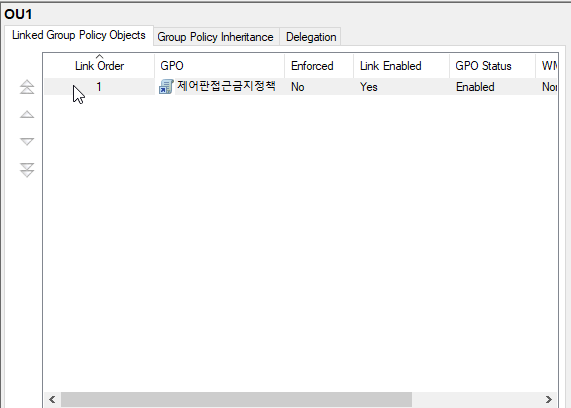 OU1
Linked Group Policy Objects Group Policy Inheritance Delegation
Link Order GPO Enforced Link Enabled GPO Status WM
1 제어판접근금지정책 No Yes Enabled Non